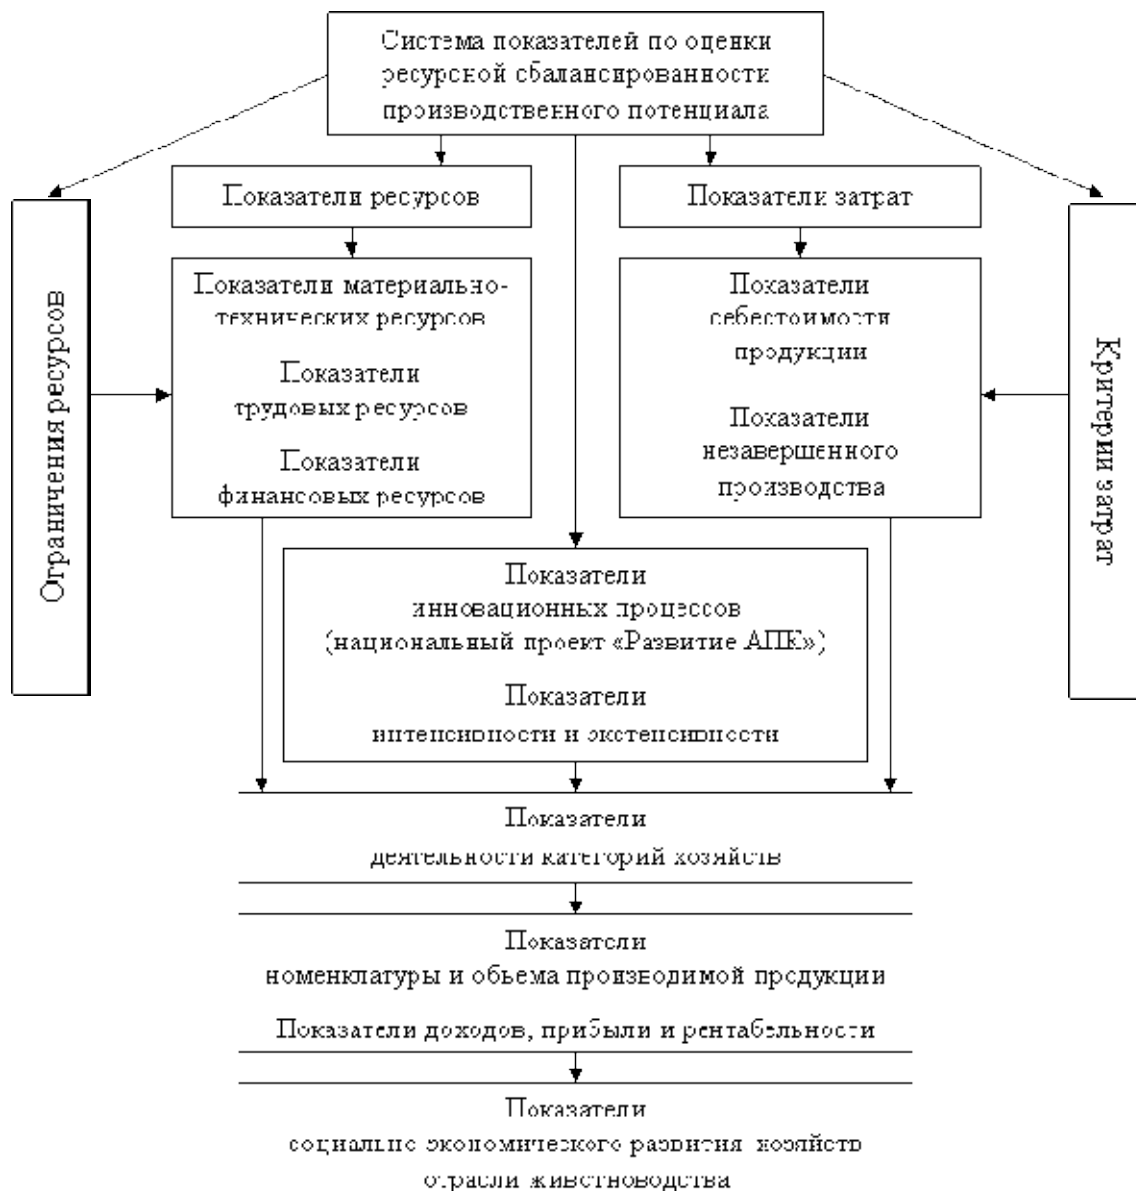 Система показателей по оценки
ресурсной сбалансированности
производственного потенциала
Показатели ресурсов
Показатели затрат
Ограничения ресурсов
Показатели материально-
технических ресурсов
Показатели
трудовых ресурсов
Показатели
финансовых ресурсов
Показатели
себестоимости
продукции
Показатели
незавершенного
производства
Критерии затрат
Показатели
инновационных процессов
(национальный проект «Развитие АПК»)
Показатели
интенсивности и экстенсивности
Показатели
деятельности категорий хозяйств
Показатели
номенклатуры и обьема производимой продукции
Показатели доходов, прибыли и рентабельности
Показатели
социально экономического развития хозяйств
отрасли животноводства